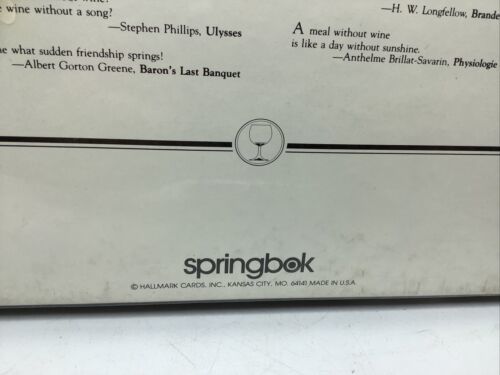 wine without a song?
—Stephen Phillips, Ulysses
what sudden friendship springs!
—Albert Gorton Greene, Baron's Last Banquet
—H. W. Longfellow,
A meal without wine
is like a day without sunshine.
—Anthelme Brillat-Savarin, Physiologie
springbok
© HALLMARK CARDS, INC., KANSAS CITY, MO. 64141 MADE IN U.S.A.